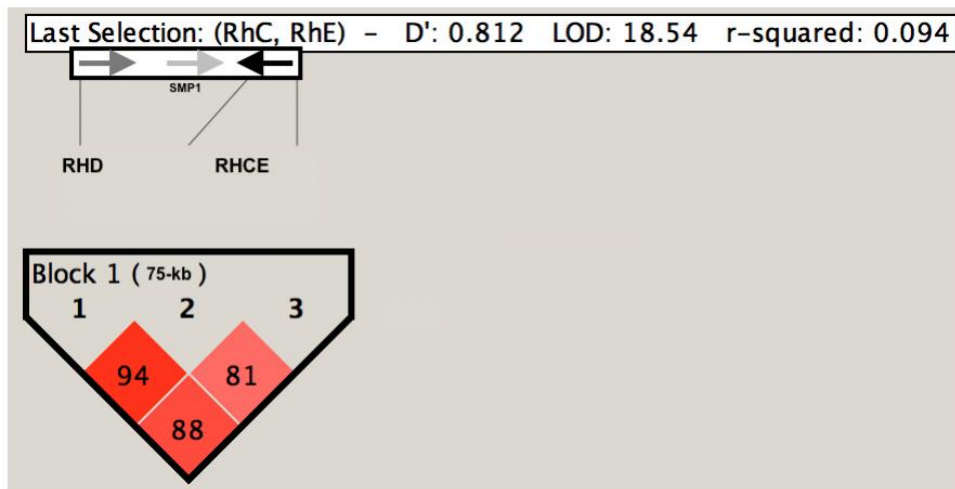 Last Selection: (RhC, RhE) – D': 0.812 LOD: 18.54 r-squared: 0.094
SMP1
RHD RHCE
Block 1 ( 75-kb )
1 2 3
94 81
88